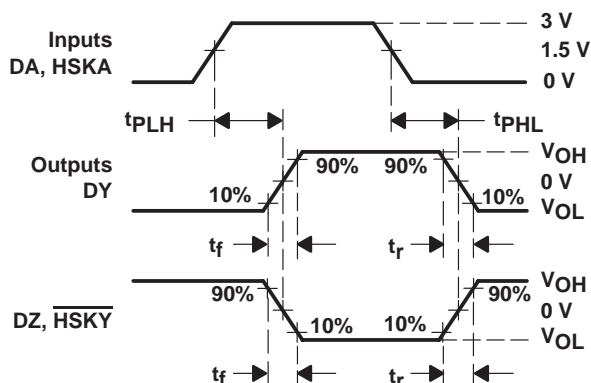 3 V
Inputs
1.5 V
DA, HSKA
0 V
tPLH
tPHL
Outputs
VOH
DY
90%
90%
0 V
10%
10%
VOL
tf
tr
VOH
90%
90%
DZ, HSKY
0 V
10%
10%
VOL
tf
tr